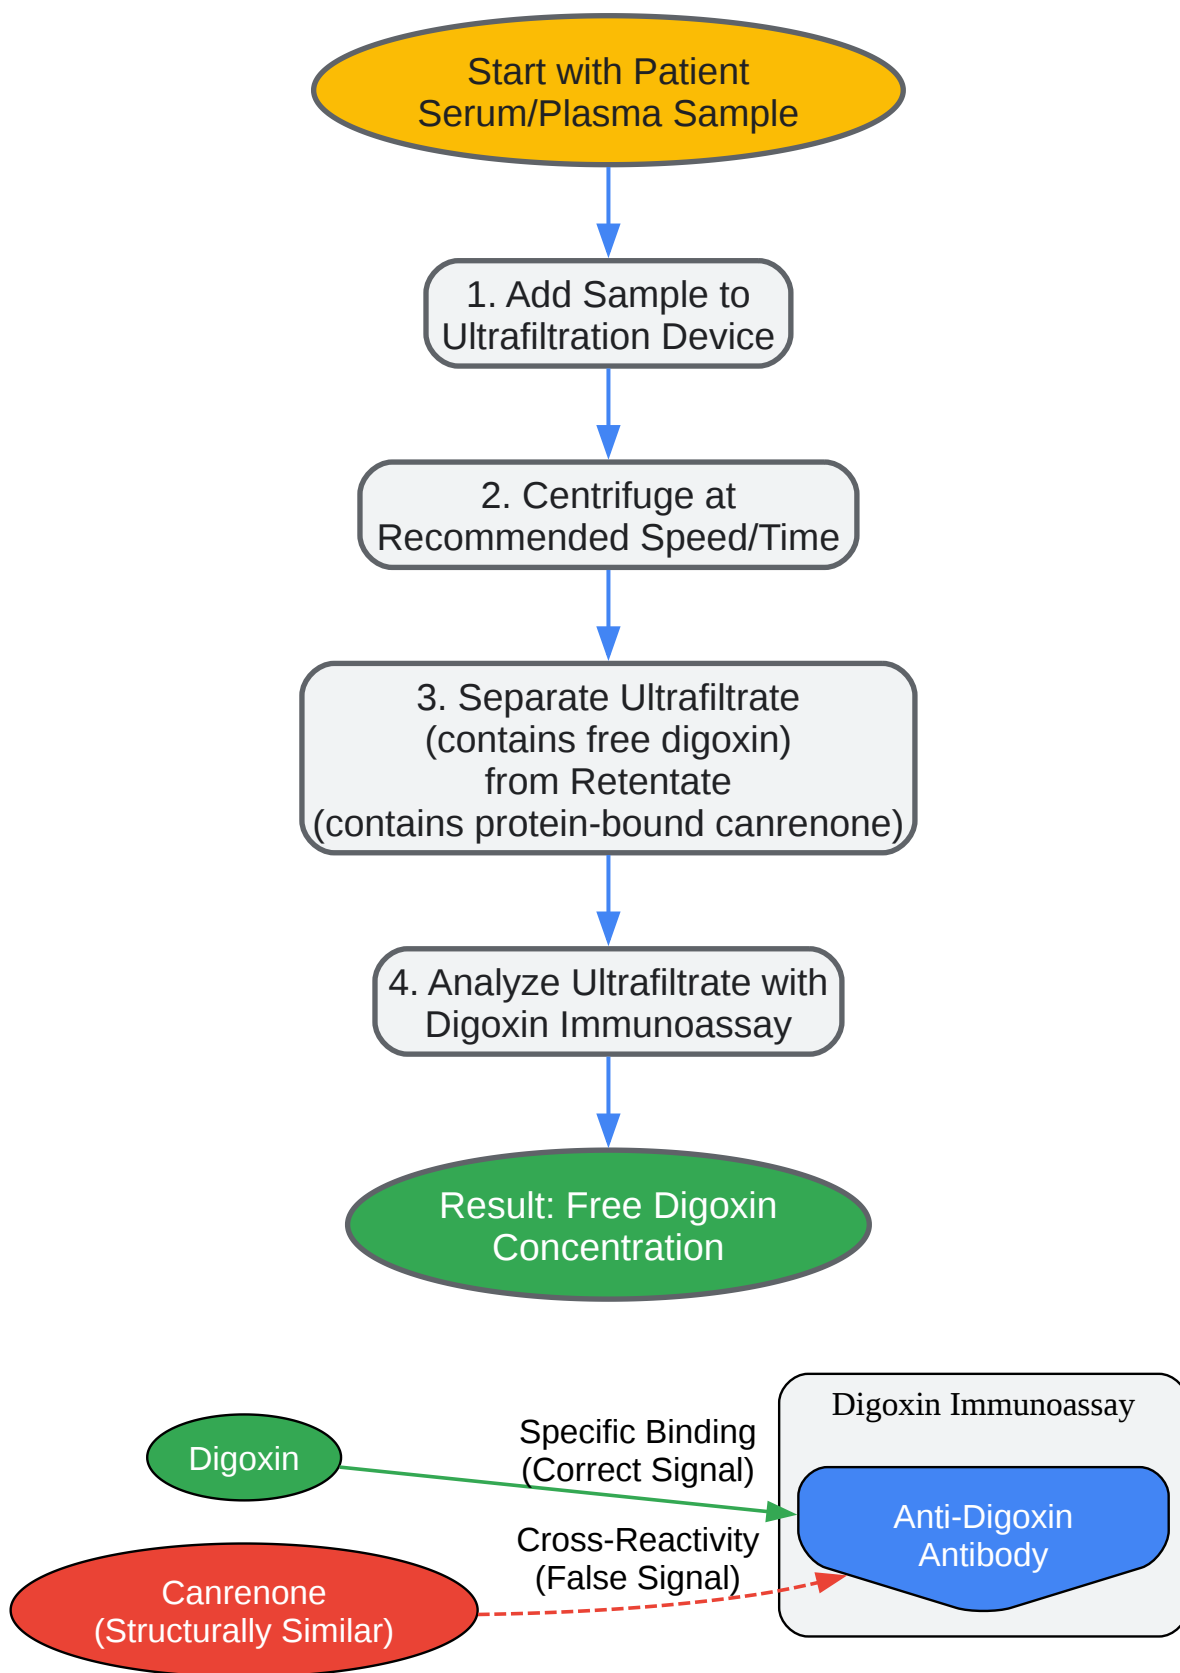 Start with Patient
Serum/Plasma Sample
1. Add Sample to
Ultrafiltration Device
2. Centrifuge at
Recommended Speed/Time
3. Separate Ultrafiltrate
(contains free digoxin)
from Retentate
(contains protein-bound canrenone)
4. Analyze Ultrafiltrate with
Digoxin Immunoassay
Result: Free Digoxin
Concentration
Digoxin Immunoassay
Digoxin
Specific Binding
(Correct Signal)
Anti-Digoxin
Antibody
Cross-Reactivity
(False Signal)
Canrenone
(Structurally Similar)